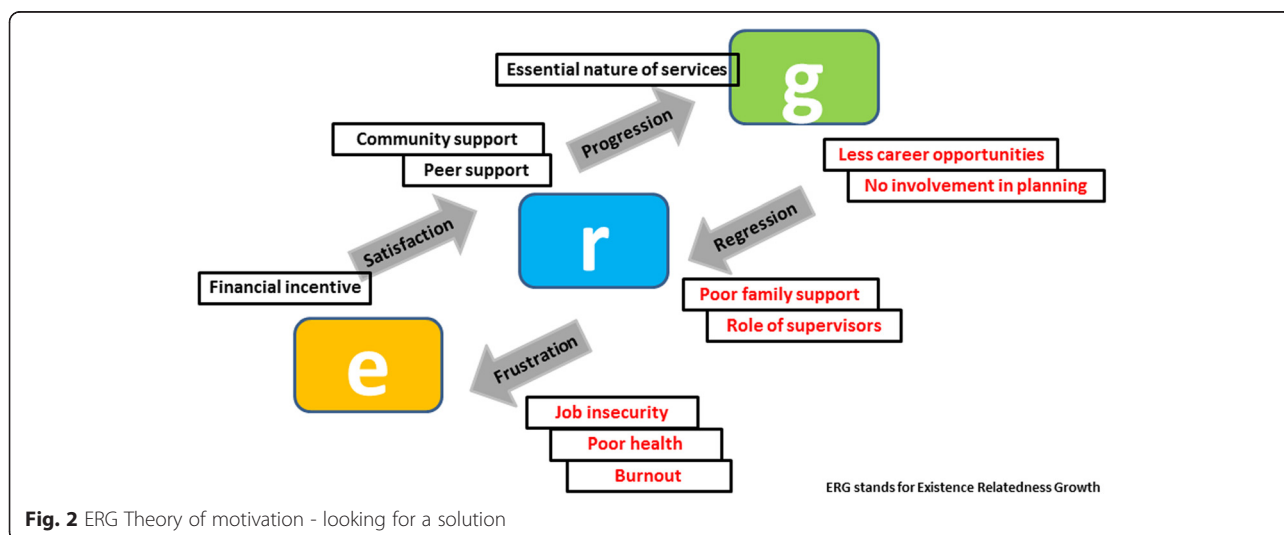 Essential nature of services
g
Community support
Peer support
Progression
Less career opportunities
No involvement in planning
Satisfaction
r
Regression
Financial incentive
Poor family support
Role of supervisors
e
Frustration
Job insecurity
Poor health
Burnout
ERG stands for Existence Relatedness Growth
Fig. 2 ERG Theory of motivation - looking for a solution